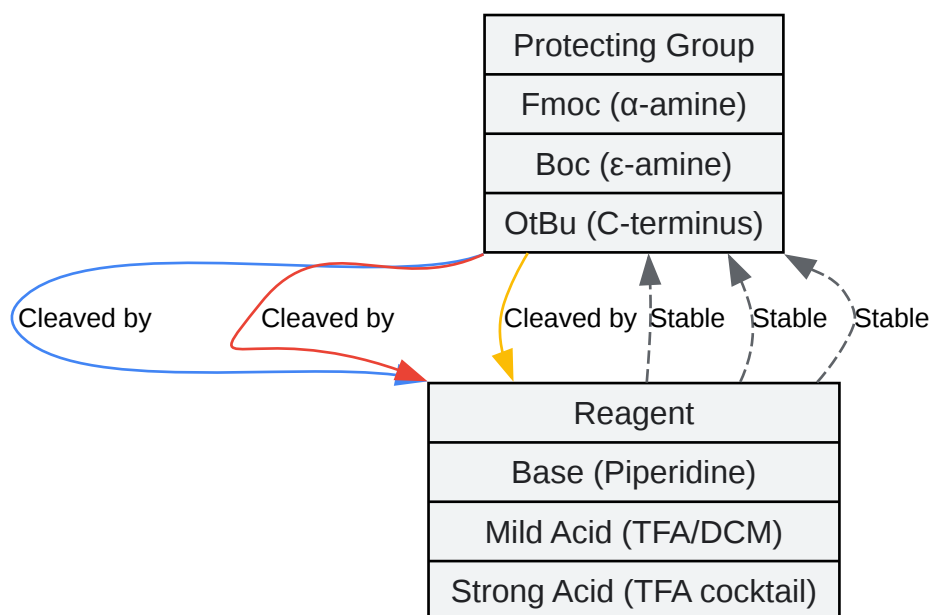 Protecting Group
Fmoc (α-amine)
Boc (ε-amine)
OtBu (C-terminus)
Cleaved by
Cleaved by
Cleaved by
Stable
Stable
Stable
Reagent
Base (Piperidine)
Mild Acid (TFA/DCM)
Strong Acid (TFA cocktail)